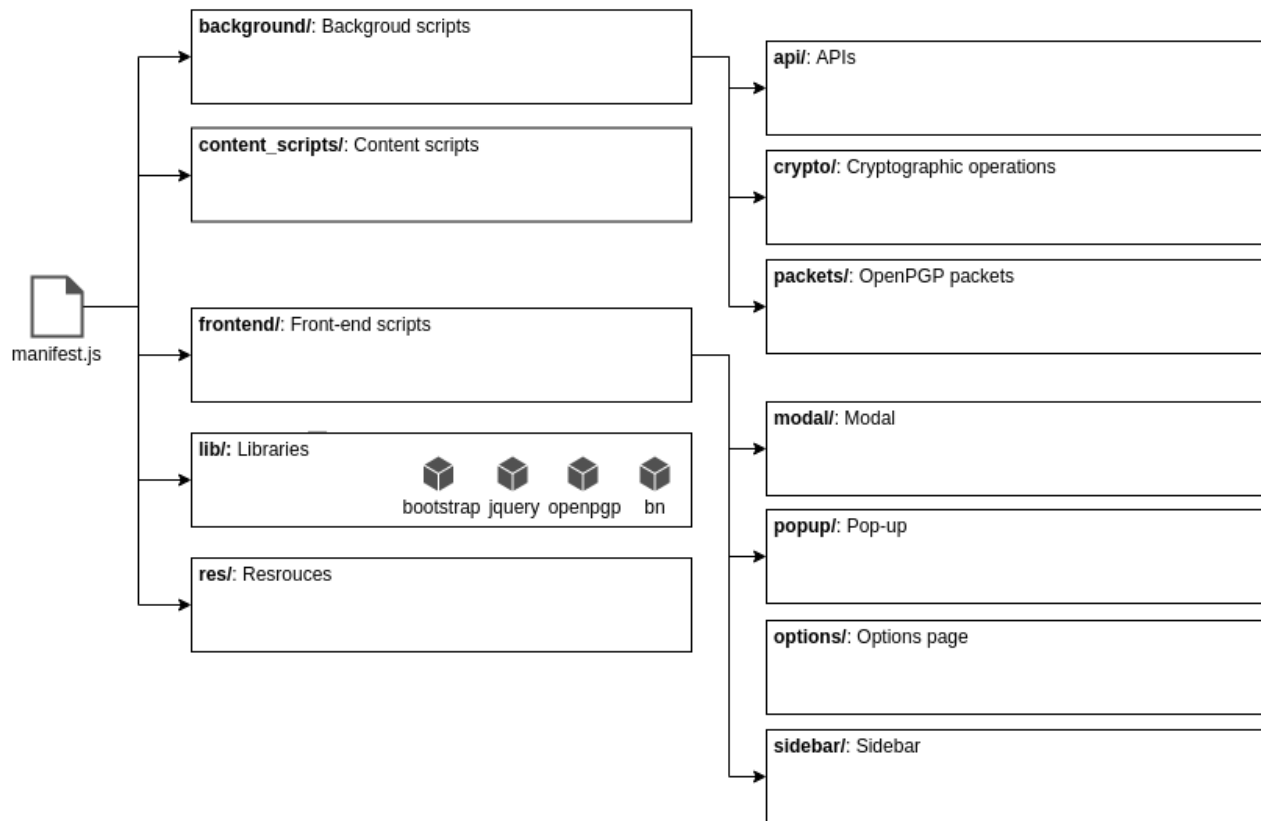 background/: Backgroud scripts
api/: APIs
content_scripts/: Content scripts
crypto/: Cryptographic operations
packets/: OpenPGP packets
manifest.js
frontend/: Front-end scripts
modal/: Modal
lib/: Libraries
bootstrap jquery openpgp bn
popup/: Pop-up
res/: Resrouces
options/: Options page
sidebar/: Sidebar